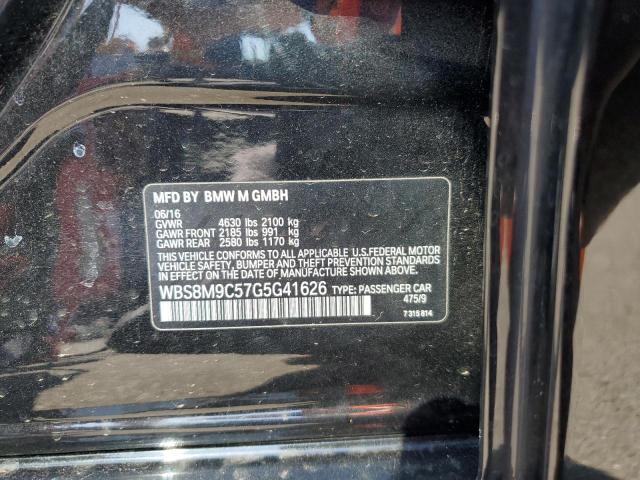 MFD BY BMW M GMBH
06/16
GVWR 4630 lbs 2100 kg
GAWR FRONT 2185 lbs 991 kg
GAWR REAR 2580 lbs 1170 kg
THIS VEHICLE CONFORMS TO ALL APPLICABLE U.S.FEDERAL MOTOR
VEHICLE SAFETY, BUMPER AND THEFT PREVENTION STANDARDS
IN EFFECT ON THE DATE OF MANUFACTURE SHOWN ABOVE.
WBS8M9C57G5G41626 TYPE: PASSENGER CAR
475/9
7 315 814